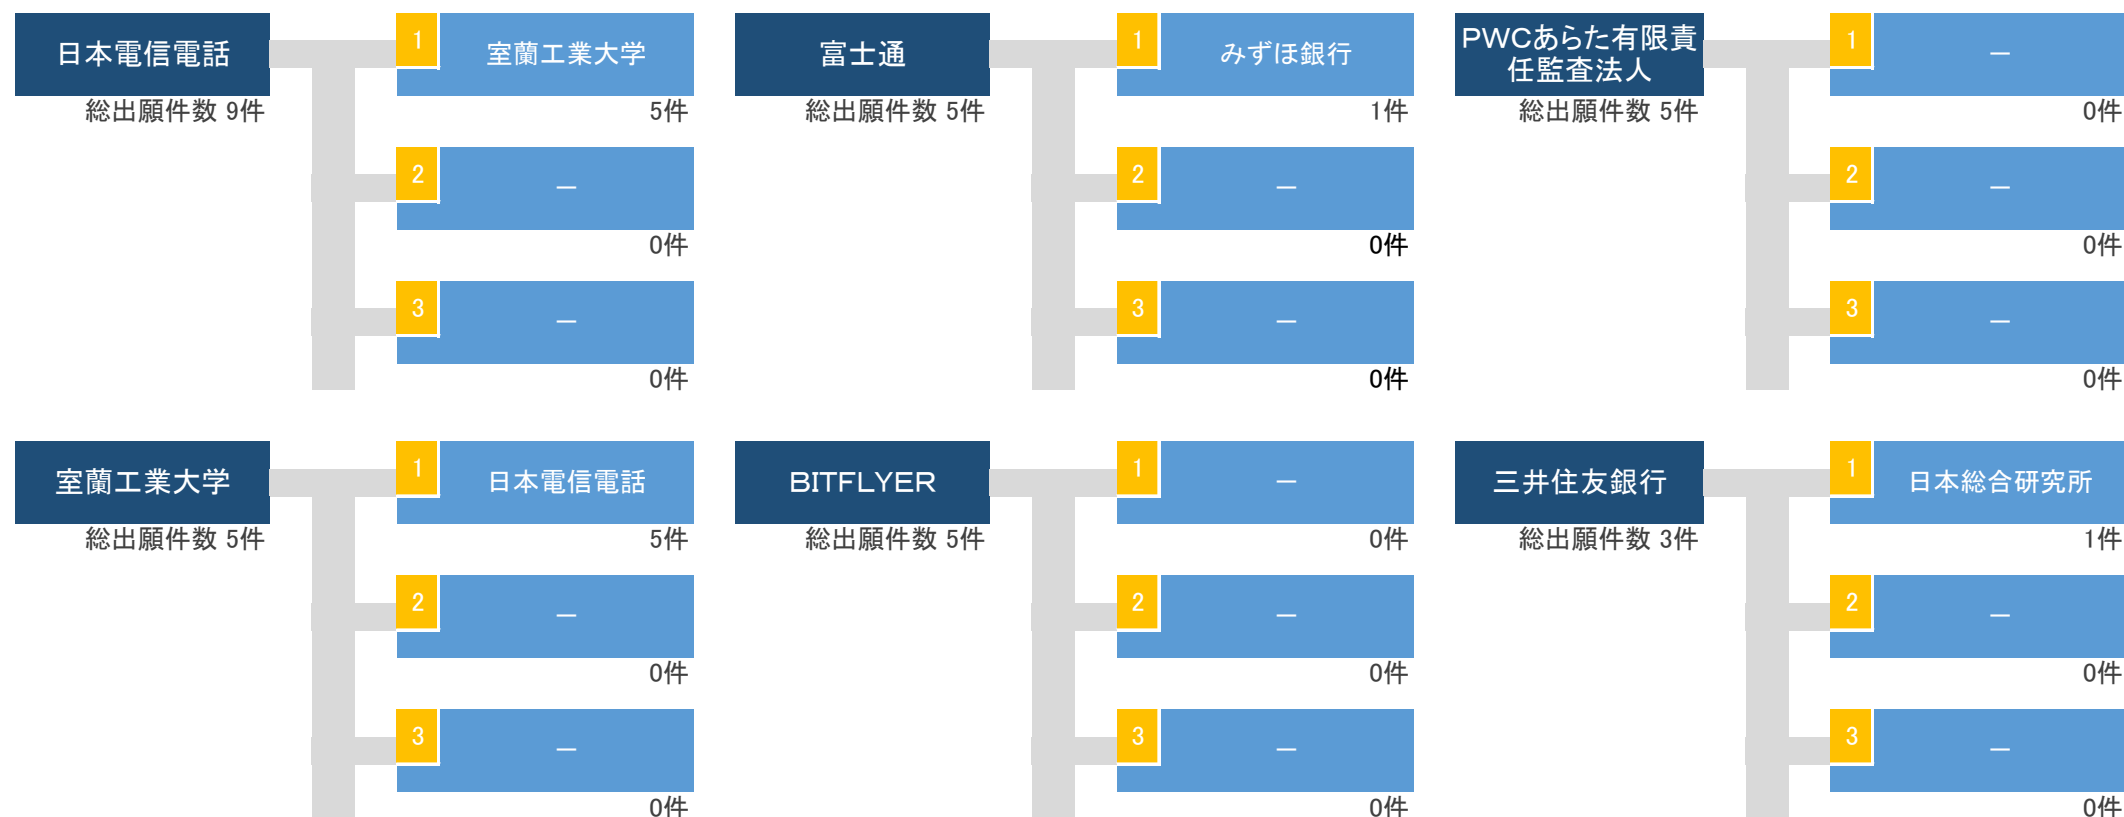 日本電信電話
総出願件数 9件
1
室蘭工業大学
5件
2
－
0件
3
－
0件
富士通
総出願件数 5件
1
みずほ銀行
1件
2
－
0件
3
－
0件
PWCあらた有限責
任監査法人
総出願件数 5件
1
－
0件
2
－
0件
3
－
0件
室蘭工業大学
総出願件数 5件
1
日本電信電話
5件
2
－
0件
3
－
0件
BITFLYER
総出願件数 5件
1
－
0件
2
－
0件
3
－
0件
三井住友銀行
総出願件数 3件
1
日本総合研究所
1件
2
－
0件
3
－
0件